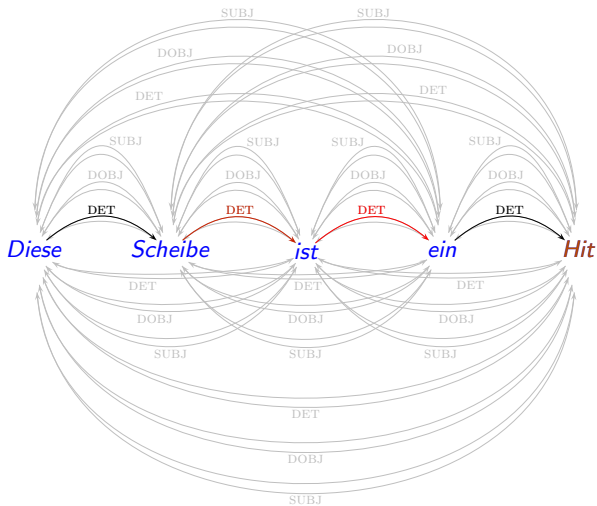 SUBJ SUBJ
DOBJ DOBJ
DET DET
SUBJ SUBJ SUBJ SUBJ
DOBJ DOBJ DOBJ DOBJ
DET DET DET DET
Diese Scheibe ist ein Hit
DET DET DET
DOBJ DOBJ DOBJ
SUBJ SUBJ SUBJ
DET
DOBJ
SUBJ